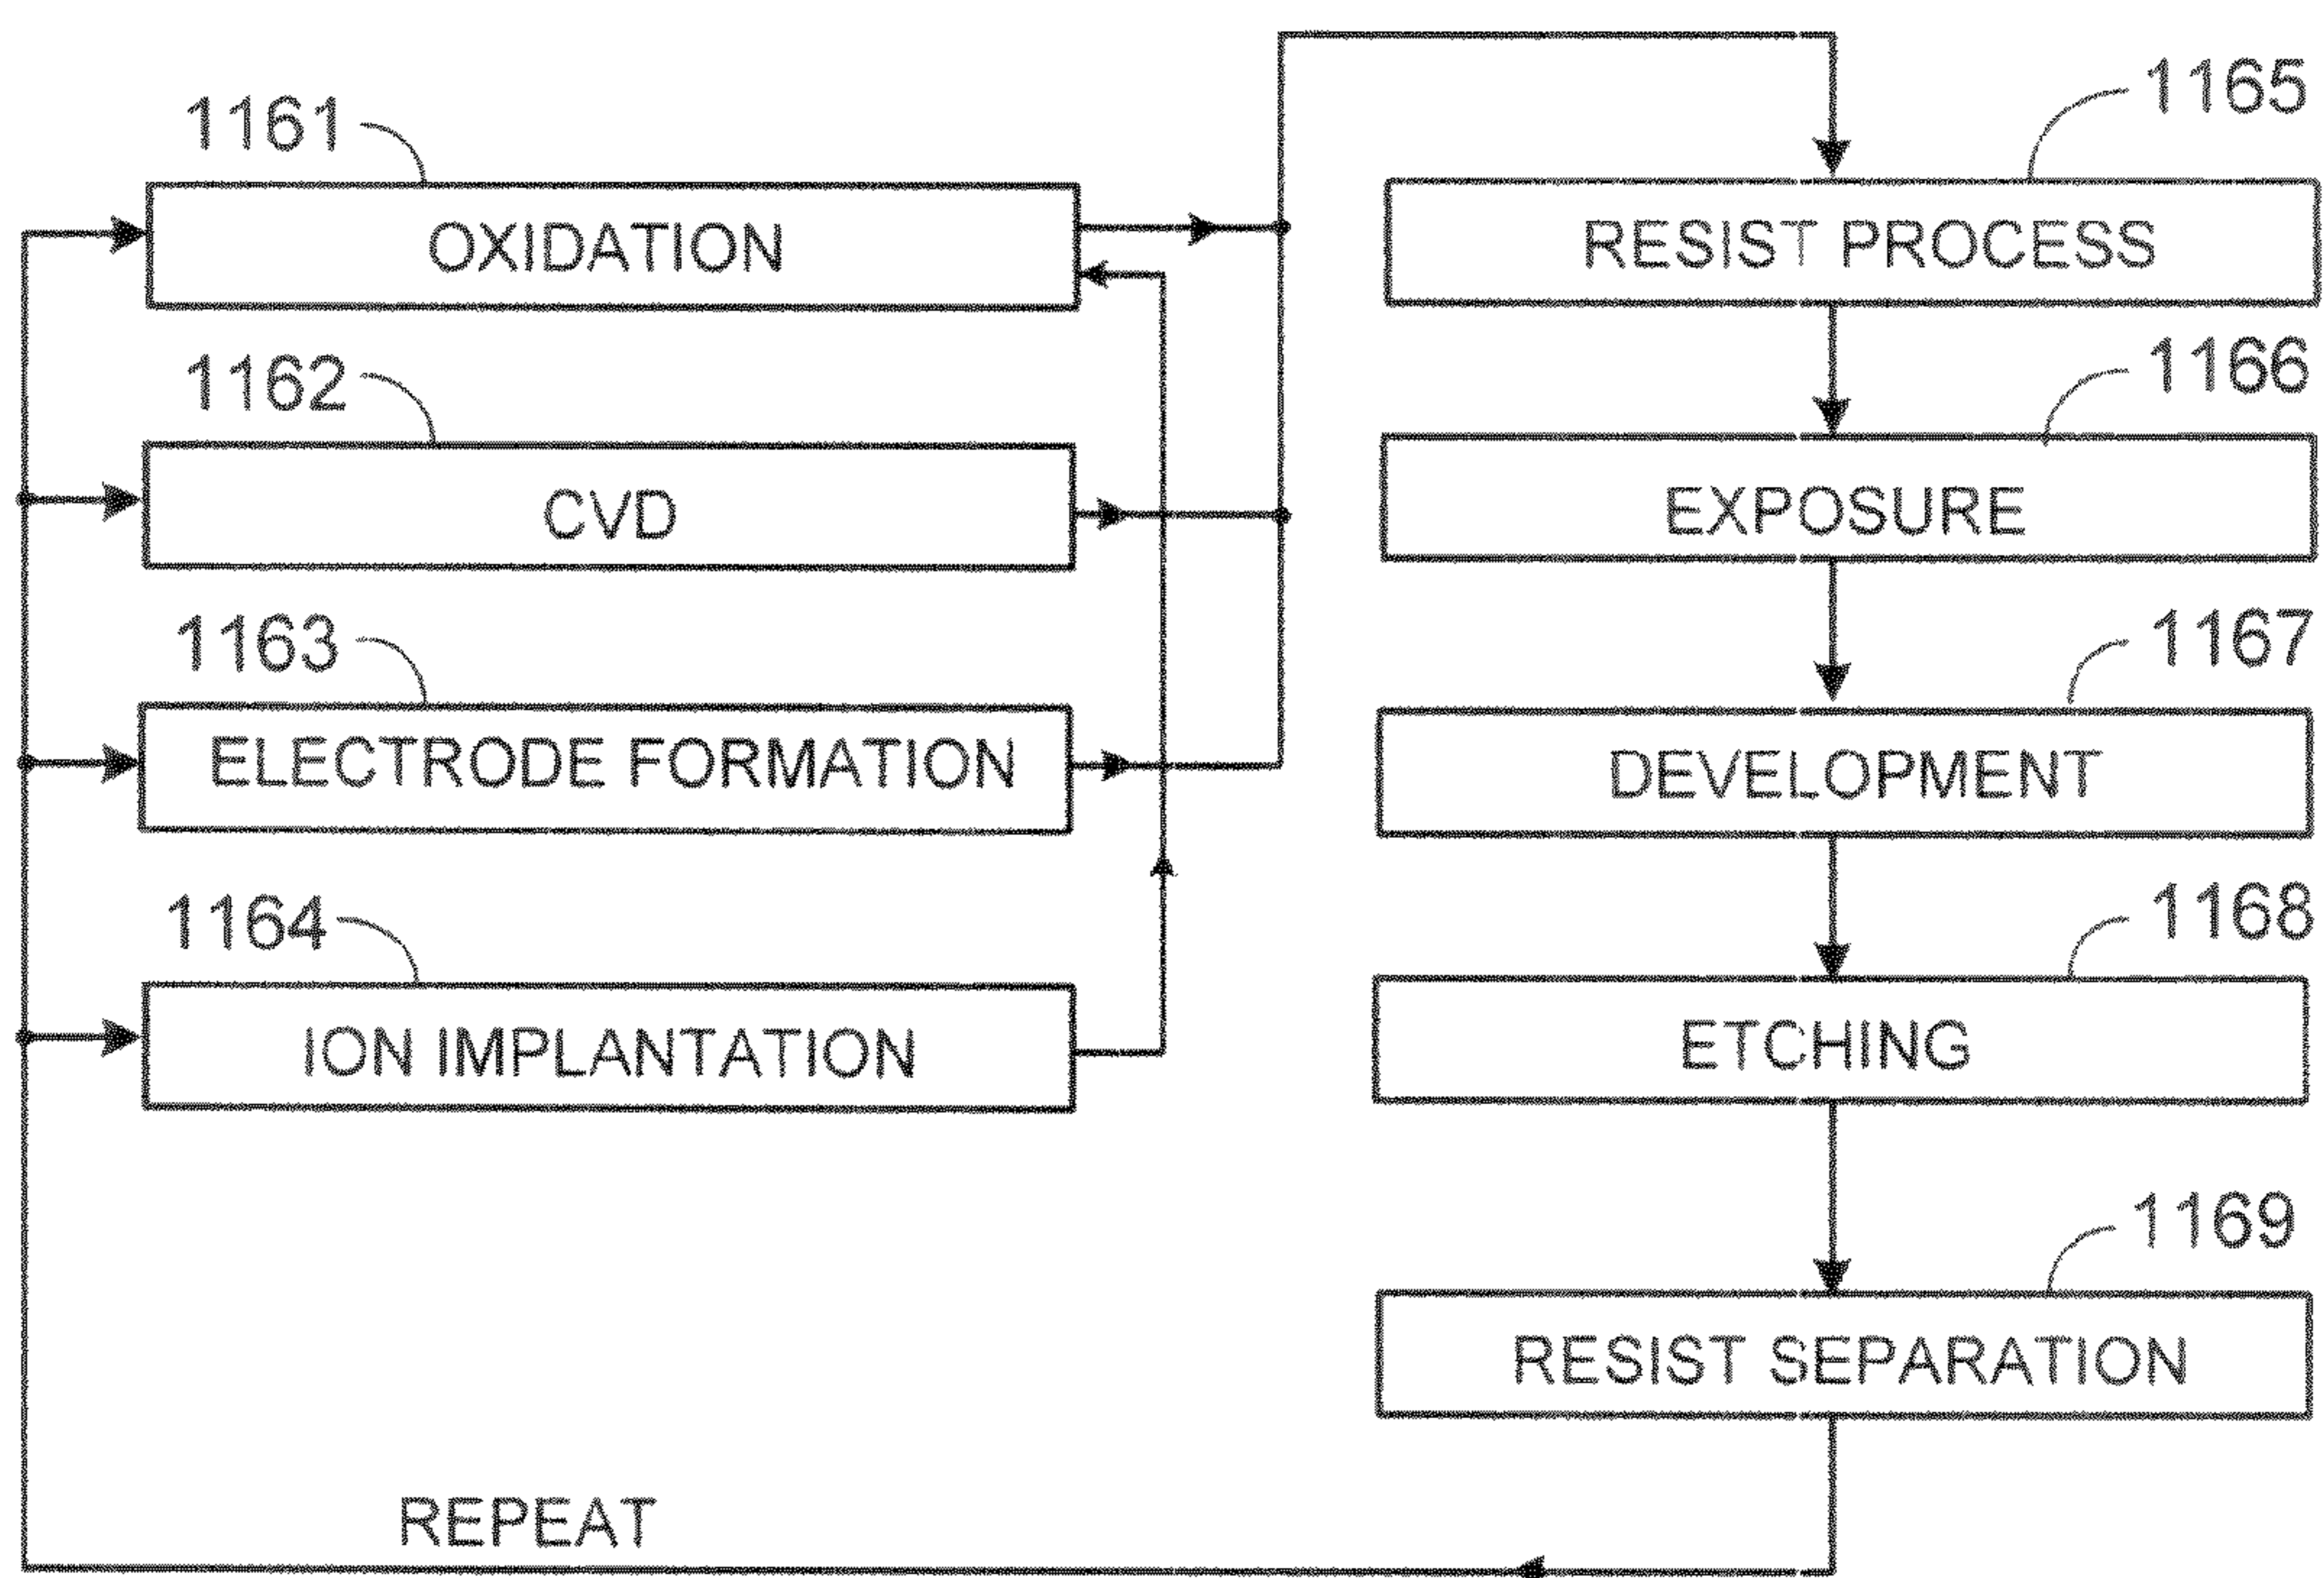 1161
OXIDATION
1162
CVD
1163
ELECTRODE FORMATION
1164
ION IMPLANTATION
1165
RESIST PROCESS
1166
EXPOSURE
1167
DEVELOPMENT
1168
ETCHING
1169
RESIST SEPARATION
REPEAT